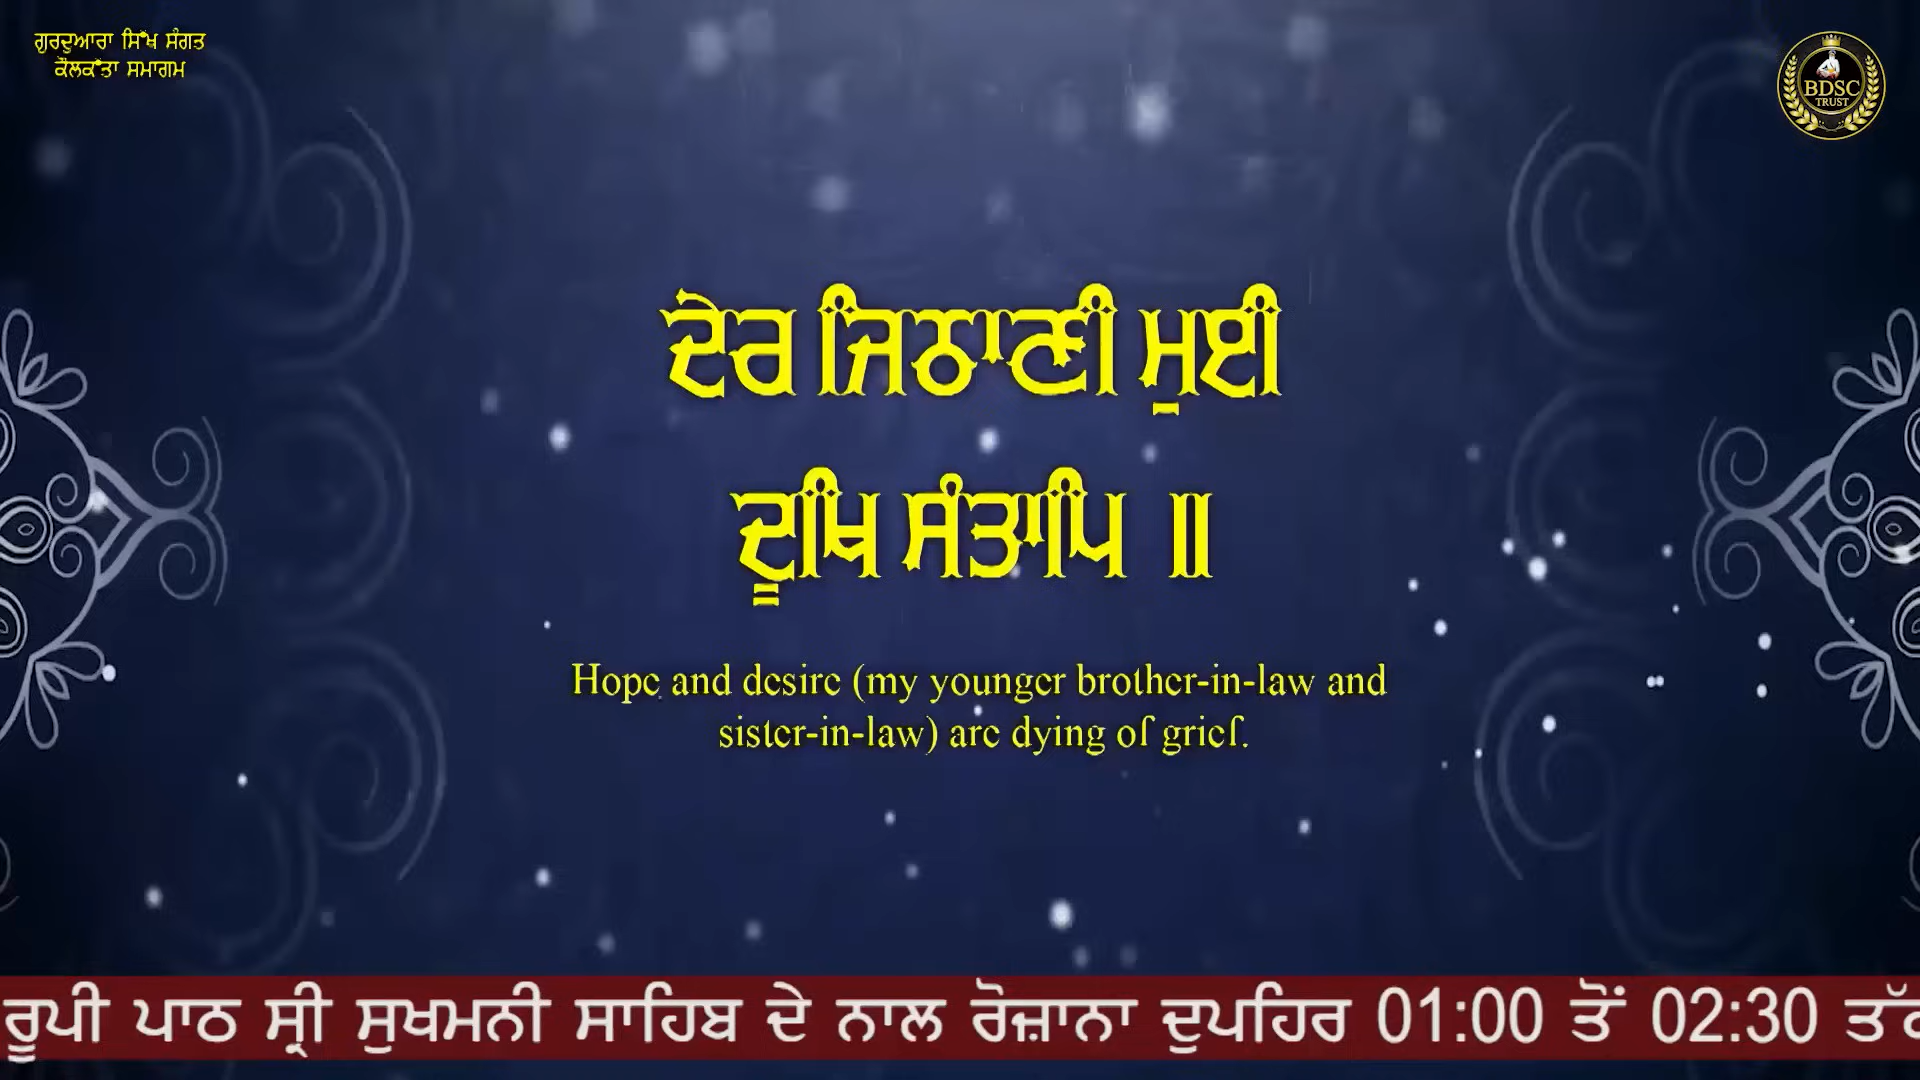 ਗੁਰਦੁਆਰਾ ਸਿੱਖ ਸੰਗਤ
ਕੌਲਕੱਤਾ ਸਮਾਗਮ
BDSC
TRUST
ਦੇਰ ਜਿਠਾਣੀ ਮੁਈ
ਦੂਖਿ ਸੰਤਾਪਿ ॥
Hope and desire (my younger brother-in-law and
sister-in-law) are dying of grief.
ਰੂਪੀ ਪਾਠ ਸ੍ਰੀ ਸੁਖਮਨੀ ਸਾਹਿਬ ਦੇ ਨਾਲ ਰੋਜ਼ਾਨਾ ਦੁਪਹਿਰ 01:00 ਤੋਂ 02:30